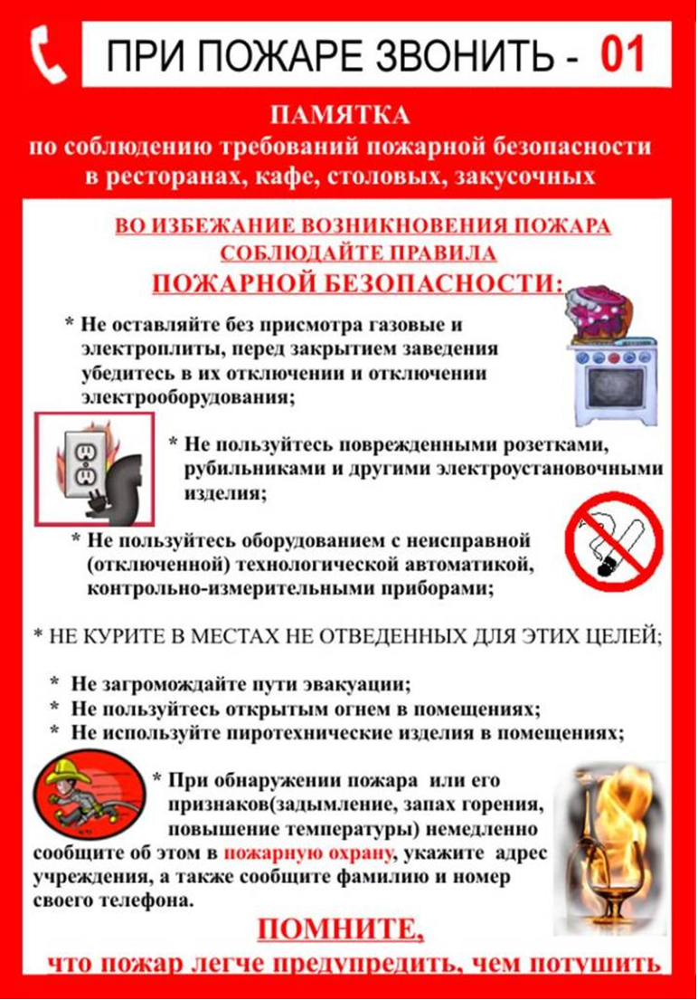 ПРИ ПОЖАРЕ ЗВОНИТЬ - 01
ПАМЯТКА
по соблюдению требований пожарной безопасности
в ресторанах, кафе, столовых, закусочных
ВО ИЗБЕЖАНИЕ ВОЗНИКНОВЕНИЯ ПОЖАРА
СОБЛЮДАЙТЕ ПРАВИЛА
ПОЖАРНОЙ БЕЗОПАСНОСТИ:
* Не оставляйте без присмотра газовые и
электроплиты, перед закрытием заведения
убедитесь в их отключении и отключении
электрооборудования;
* Не пользуйтесь поврежденными розетками,
рубильниками и другими электроустановочными
изделия;
* Не пользуйтесь оборудованием с неисправной
(отключенной) технологической автоматикой,
контрольно-измерительными приборами;
* НЕ КУРИТЕ В МЕСТАХ НЕ ОТВЕДЕННЫХ ДЛЯ ЭТИХ ЦЕЛЕЙ;
* Не загромождайте пути эвакуации;
* Не пользуйтесь открытым огнем в помещениях;
* Не используйте пиротехнические изделия в помещениях;
* При обнаружении пожара или его
признаков(задымление, запах горения,
повышение температуры) немедленно
сообщите об этом в пожарную охрану, укажите адрес
учреждения, а также сообщите фамилию и номер
своего телефона.
ПОМНИТЕ,
что пожар легче предупредить, чем потушить